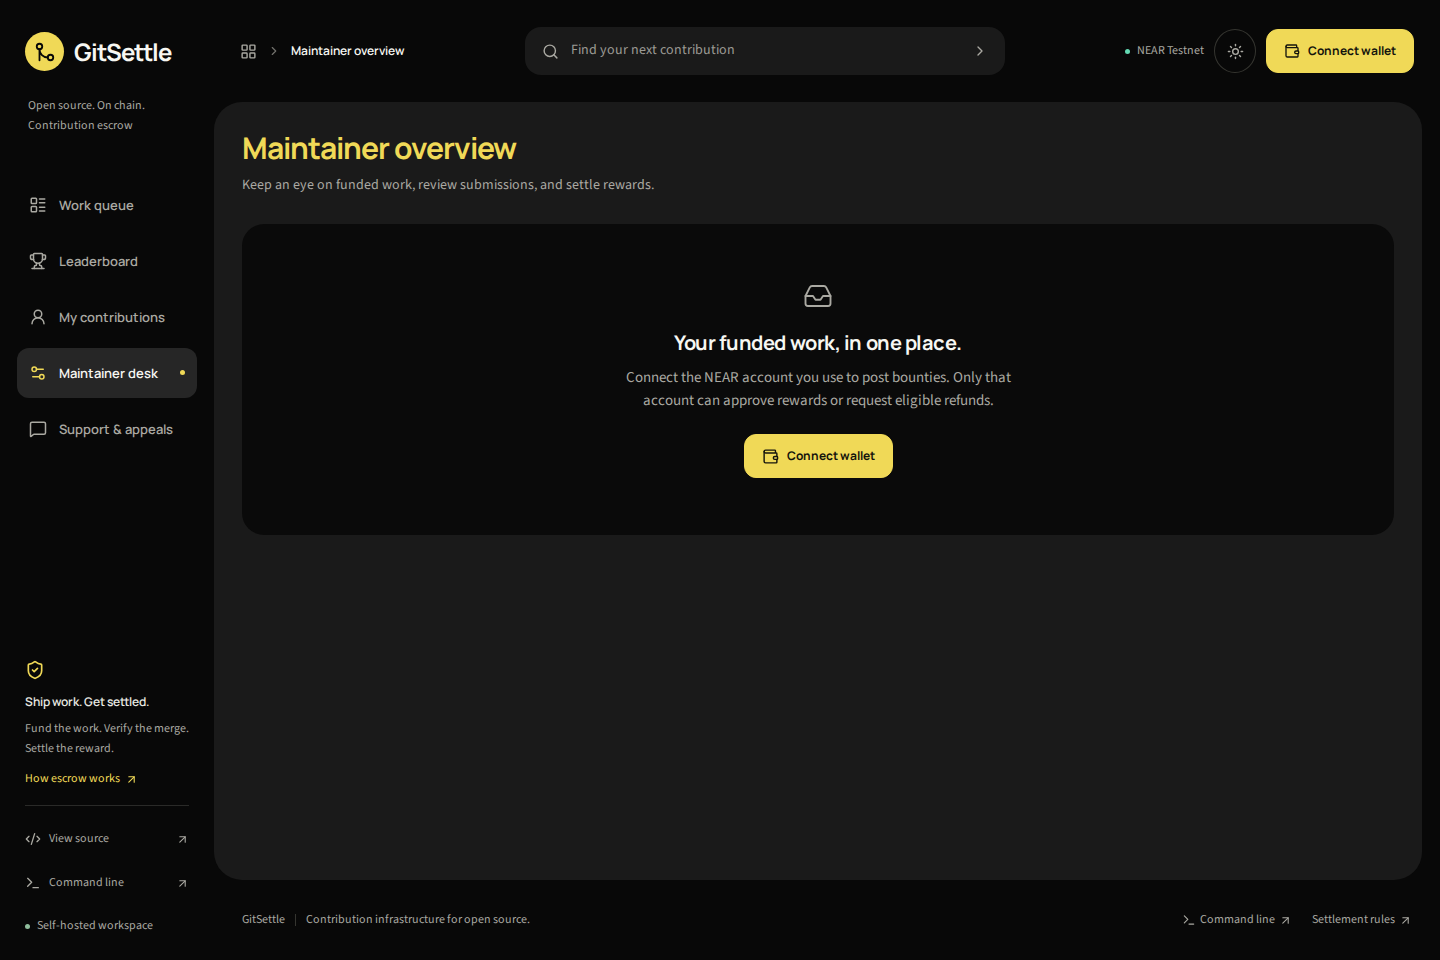 GitSettle
Maintainer overview
Find your next contribution
NEAR Testnet
Connect wallet
Open source. On chain.
Contribution escrow
Work queue
Leaderboard
My contributions
Maintainer desk
Support & appeals
Ship work. Get settled.
Fund the work. Verify the merge.
Settle the reward.
How escrow works
View source
Command line
Self-hosted workspace
Maintainer overview
Keep an eye on funded work, review submissions, and settle rewards.
Your funded work, in one place.
Connect the NEAR account you use to post bounties. Only that
account can approve rewards or request eligible refunds.
Connect wallet
GitSettle
Contribution infrastructure for open source.
Command line
Settlement rules